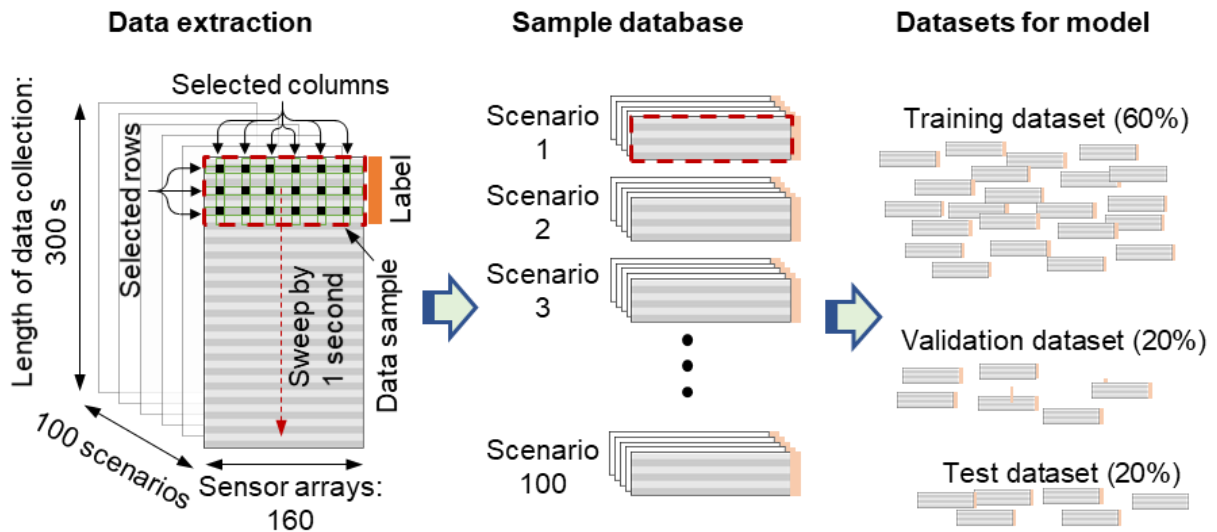 Data extraction
Sample database
Datasets for model
Length of data collection:
300 s
Selected columns
Selected rows
Label
Sweep by
1 second
Data sample
100 scenarios
Sensor arrays:
160
Scenario
1
Scenario
2
Scenario
3
Scenario
100
Training dataset (60%)
Validation dataset (20%)
Test dataset (20%)